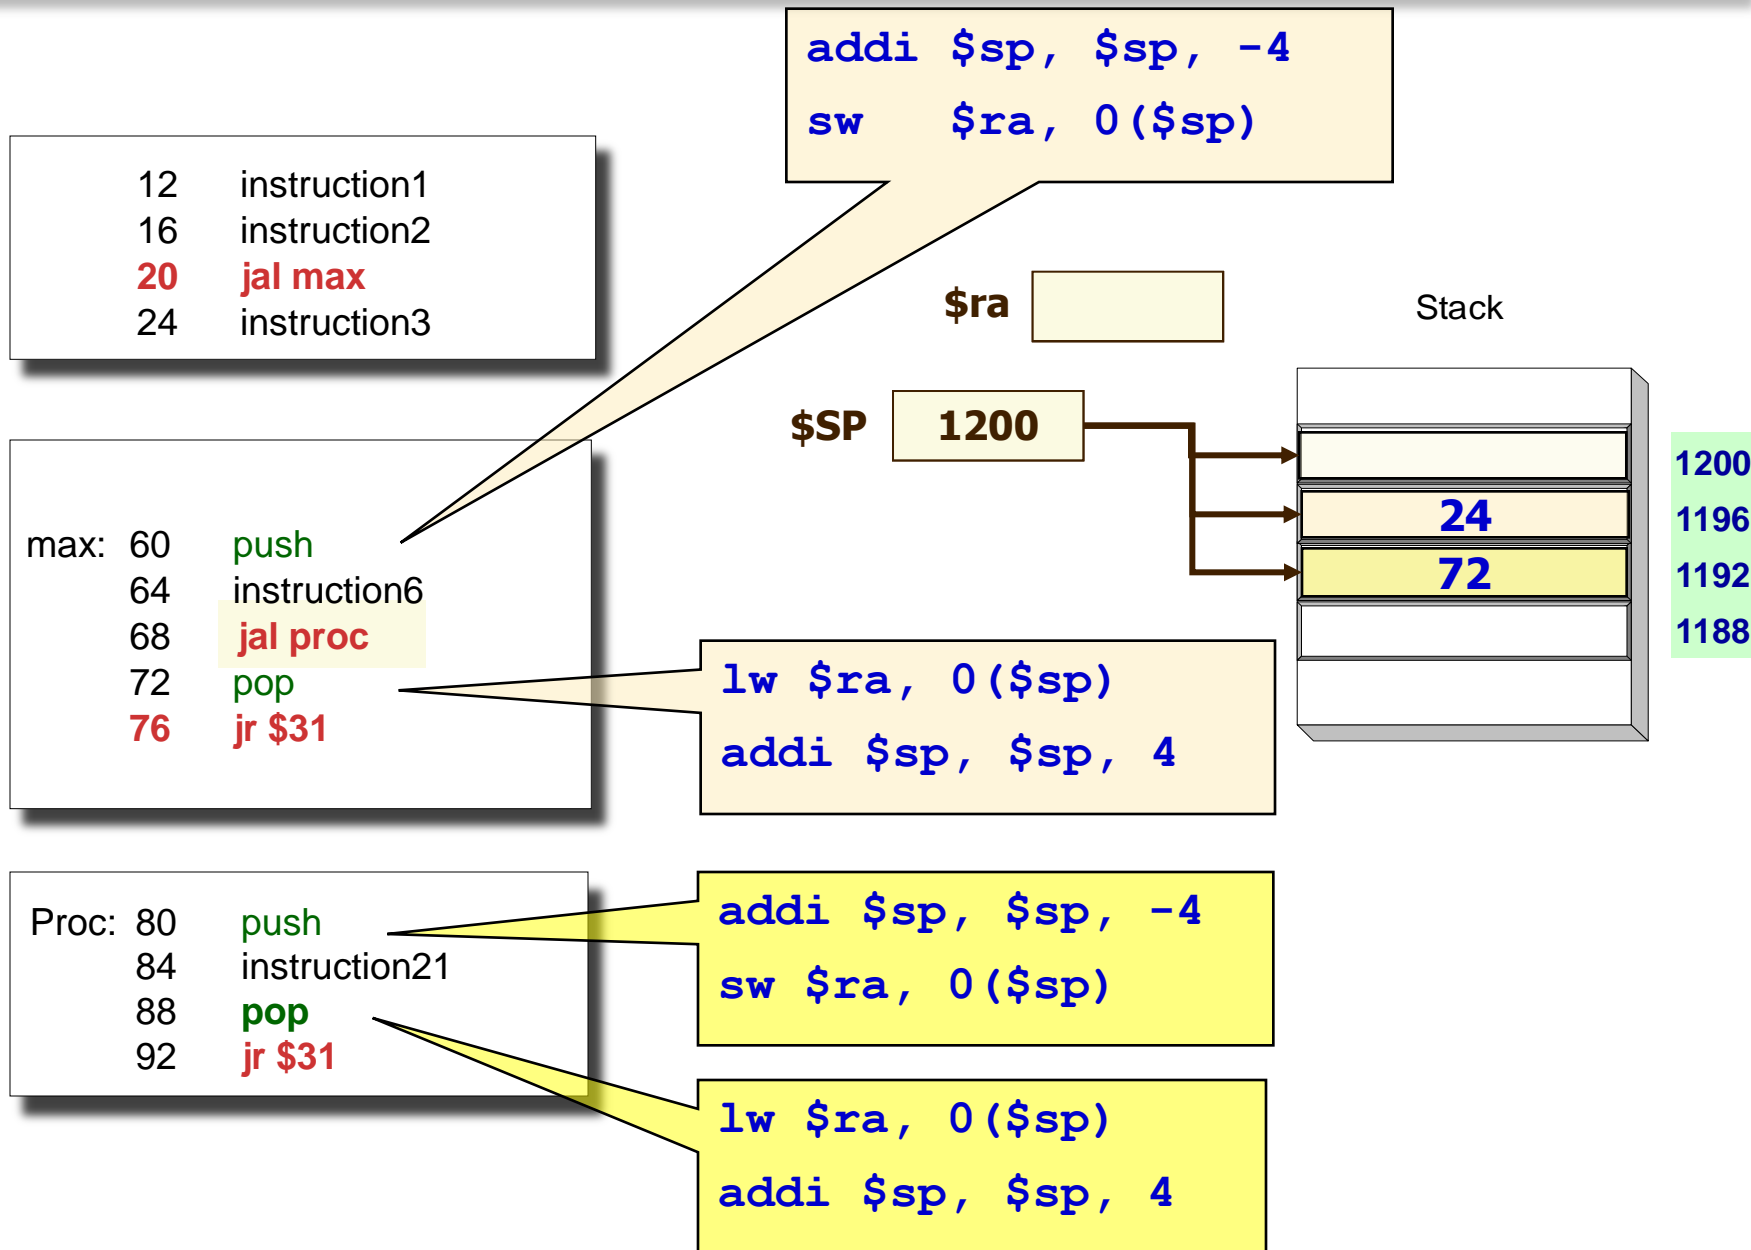 addi $sp, $sp, -4
sw $ra, 0($sp)
12 instruction1
16 instruction2
20 jal max
24 instruction3
$ra
Stack
$SP 1200
1200
24 1196
72 1192
1188
max: 60 push
64 instruction6
68 jal proc
72 pop
76 jr $31
lw $ra, 0($sp)
addi $sp, $sp, 4
Proc: 80 push
84 instruction21
88 pop
92 jr $31
addi $sp, $sp, -4
sw $ra, 0($sp)
lw $ra, 0($sp)
addi $sp, $sp, 4